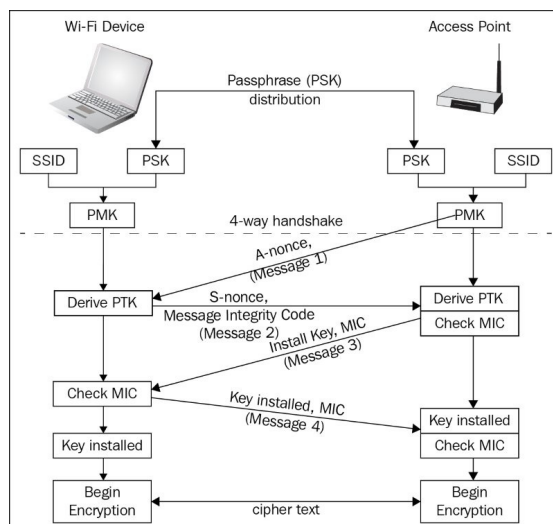 Wi-Fi Device
Access Point
Passphrase (PSK)
distribution
SSID
PSK
PSK
SSID
PMK
4-way handshake
PMK
A-nonce,
(Message 1)
Derive PTK
S-nonce,
Message Integrity Code
(Message 2)
Derive PTK
Check MIC
Install Key, MIC
(Message 3)
Check MIC
Key installed, MIC
(Message 4)
Key installed
Key installed
Check MIC
Begin
Encryption
cipher text
Begin
Encryption